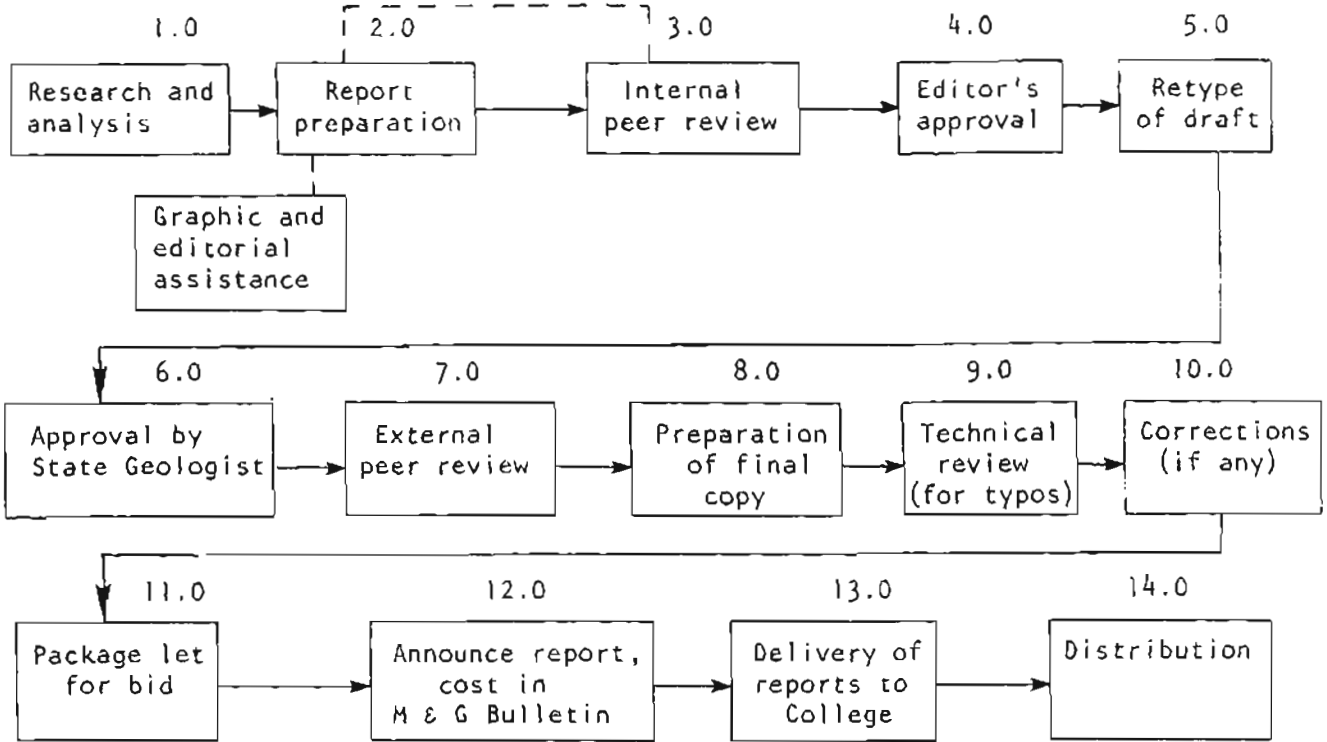 1.0
2.0
3.0
4.0
5.0
Research and
analysis
Report
preparation
Internal
peer review
Editor's
approval
Retype
of draft
Graphic and
editorial
assistance
6.0
7.0
8.0
9.0
10.0
Approval by
State Geologist
External
peer review
Preparation
of final
copy
Technical
review
(for typos)
Corrections
(if any)
11.0
12.0
13.0
14.0
Package let
for bid
Announce report,
cost in
M & G Bulletin
Delivery of
reports to
College
Distribution